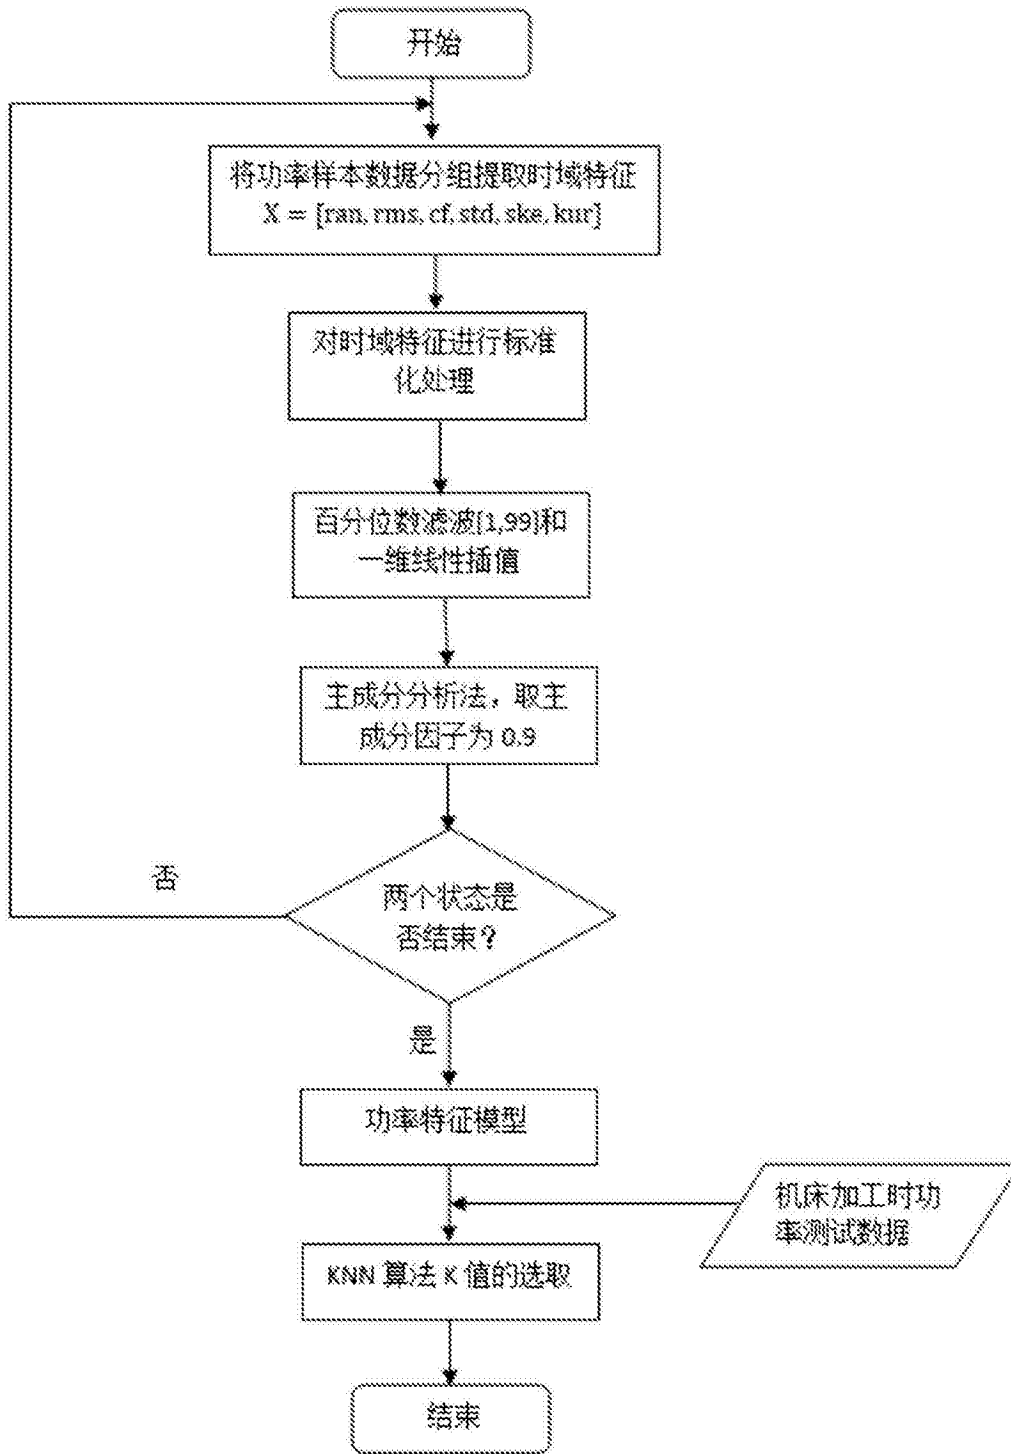 开始
将功率样本数据分组提取时域特征
X = [ran, rms, cf, std, ske, kur]
对时域特征进行标准
化处理
百分位数滤波[1,99]和
一维线性插值
主成分分析法，取主
成分因子为 0.9
否
两个状态是
否结束？
是
功率特征模型
机床加工时功
率测试数据
KNN 算法 K 值的选取
结束